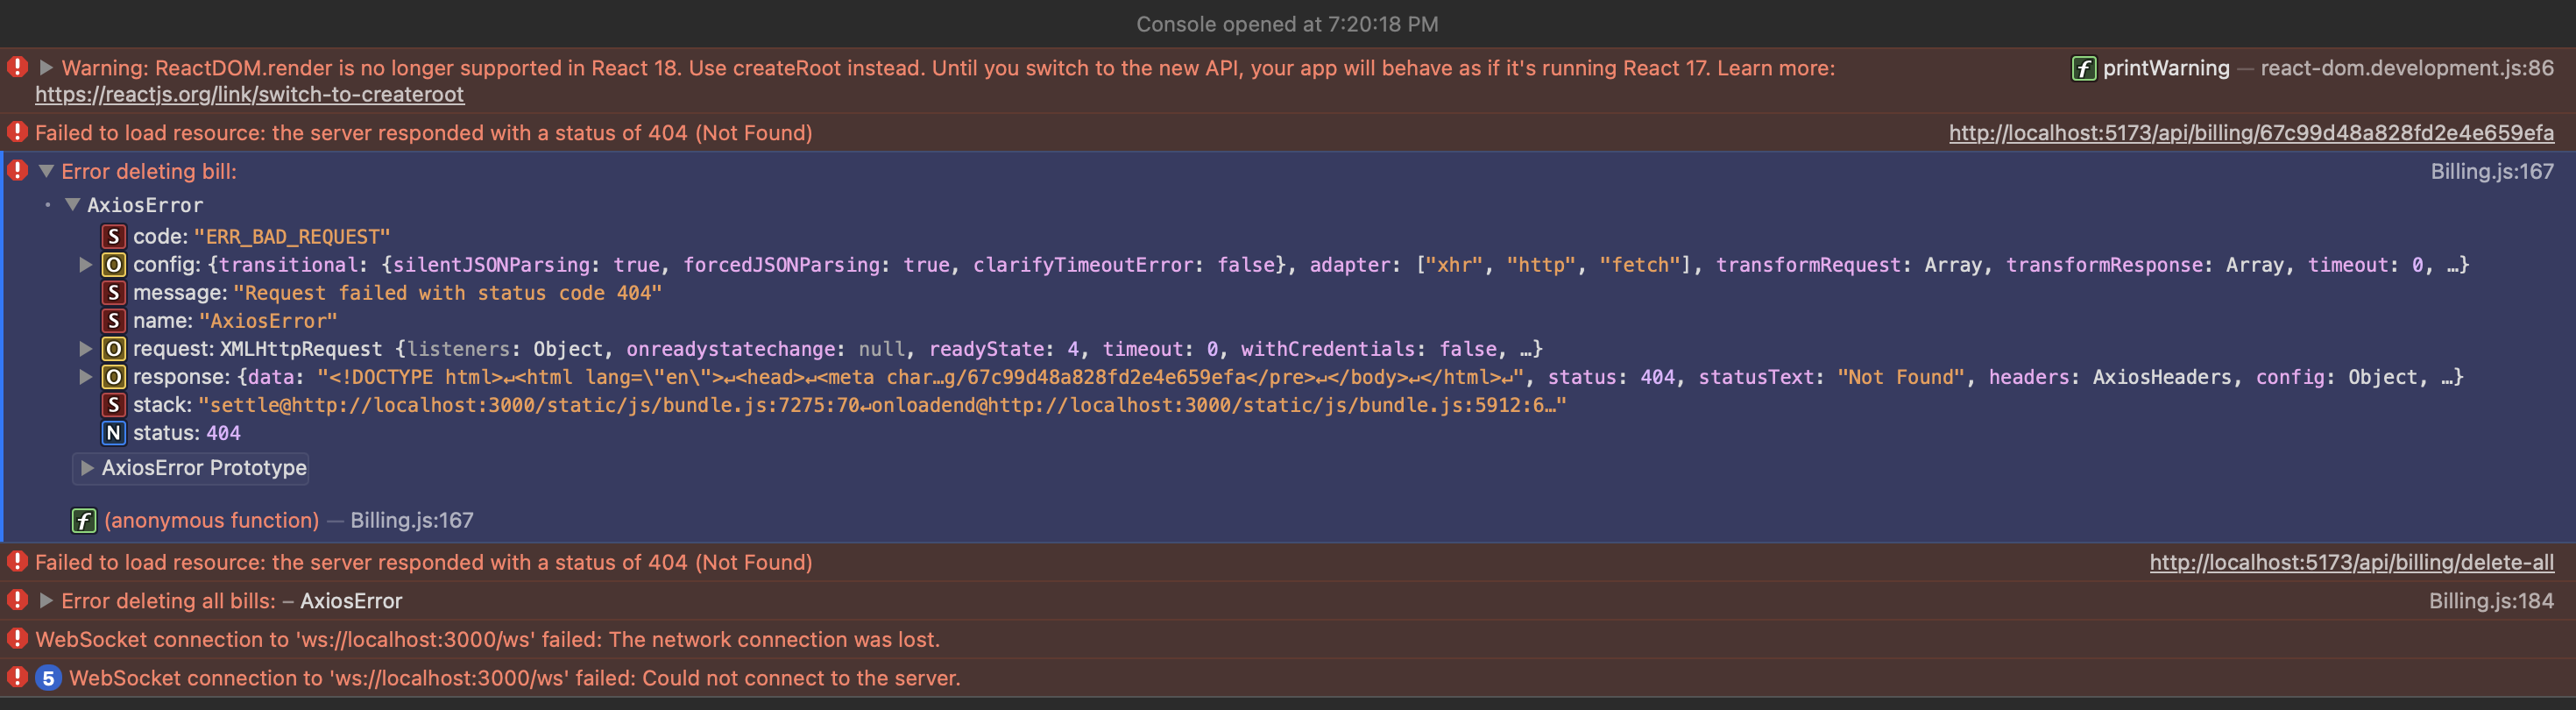 Console opened at 7:20:18 PM
Warning: ReactDOM.render is no longer supported in React 18. Use createRoot instead. Until you switch to the new API, your app will behave as if it's running React 17. Learn more: f printWarning — react-dom.development.js:86
https://reactjs.org/link/switch-to-createroot
Failed to load resource: the server responded with a status of 404 (Not Found) http://localhost:5173/api/billing/67c99d48a828fd2e4e659efa
Error deleting bill: Billing.js:167
AxiosError
S code: "ERR_BAD_REQUEST"
O config: {transitional: {silentJSONParsing: true, forcedJSONParsing: true, clarifyTimeoutError: false}, adapter: ["xhr", "http", "fetch"], transformRequest: Array, transformResponse: Array, timeout: 0, …}
S message: "Request failed with status code 404"
S name: "AxiosError"
O request: XMLHttpRequest {listeners: Object, onreadystatechange: null, readyState: 4, timeout: 0, withCredentials: false, …}
O response: {data: "<!DOCTYPE html>↵<html lang=\"en\">↵<head>↵<meta char…g/67c99d48a828fd2e4e659efa</pre>↵</body>↵</html>↵", status: 404, statusText: "Not Found", headers: AxiosHeaders, config: Object, …}
S stack: "settle@http://localhost:3000/static/js/bundle.js:7275:70↵onloadend@http://localhost:3000/static/js/bundle.js:5912:6…"
N status: 404
AxiosError Prototype
f (anonymous function) — Billing.js:167
Failed to load resource: the server responded with a status of 404 (Not Found) http://localhost:5173/api/billing/delete-all
Error deleting all bills: – AxiosError Billing.js:184
WebSocket connection to 'ws://localhost:3000/ws' failed: The network connection was lost.
5 WebSocket connection to 'ws://localhost:3000/ws' failed: Could not connect to the server.